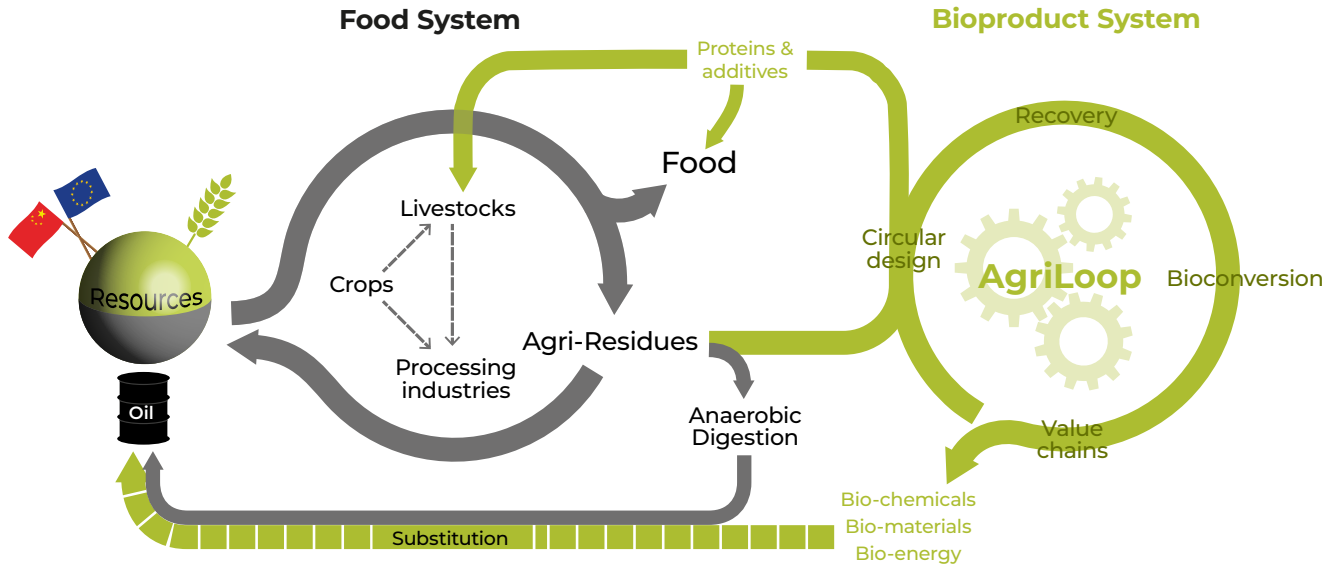 Food System
Bioproduct System
Proteins &
additives
Recovery
Food
Livestocks
Circular
design
AgriLoop
Bioconversion
Crops
Resources
Agri-Residues
Processing
industries
Oil
Anaerobic
Digestion
Value
chains
Bio-chemicals
Bio-materials
Bio-energy
Substitution